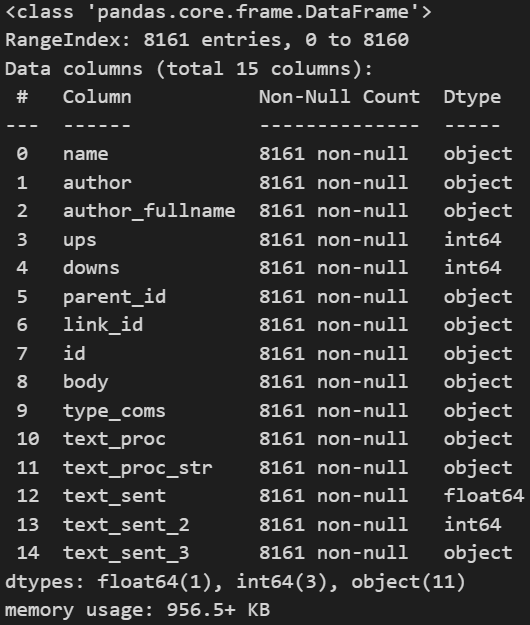 <class 'pandas.core.frame.DataFrame'>
RangeIndex: 8161 entries, 0 to 8160
Data columns (total 15 columns):
 #   Column           Non-Null Count  Dtype
---  ------           --------------  -----
 0   name             8161 non-null   object
 1   author           8161 non-null   object
 2   author_fullname  8161 non-null   object
 3   ups              8161 non-null   int64
 4   downs            8161 non-null   int64
 5   parent_id        8161 non-null   object
 6   link_id          8161 non-null   object
 7   id               8161 non-null   object
 8   body             8161 non-null   object
 9   type_coms        8161 non-null   object
 10  text_proc        8161 non-null   object
 11  text_proc_str    8161 non-null   object
 12  text_sent        8161 non-null   float64
 13  text_sent_2      8161 non-null   int64
 14  text_sent_3      8161 non-null   object
dtypes: float64(1), int64(3), object(11)
memory usage: 956.5+ KB